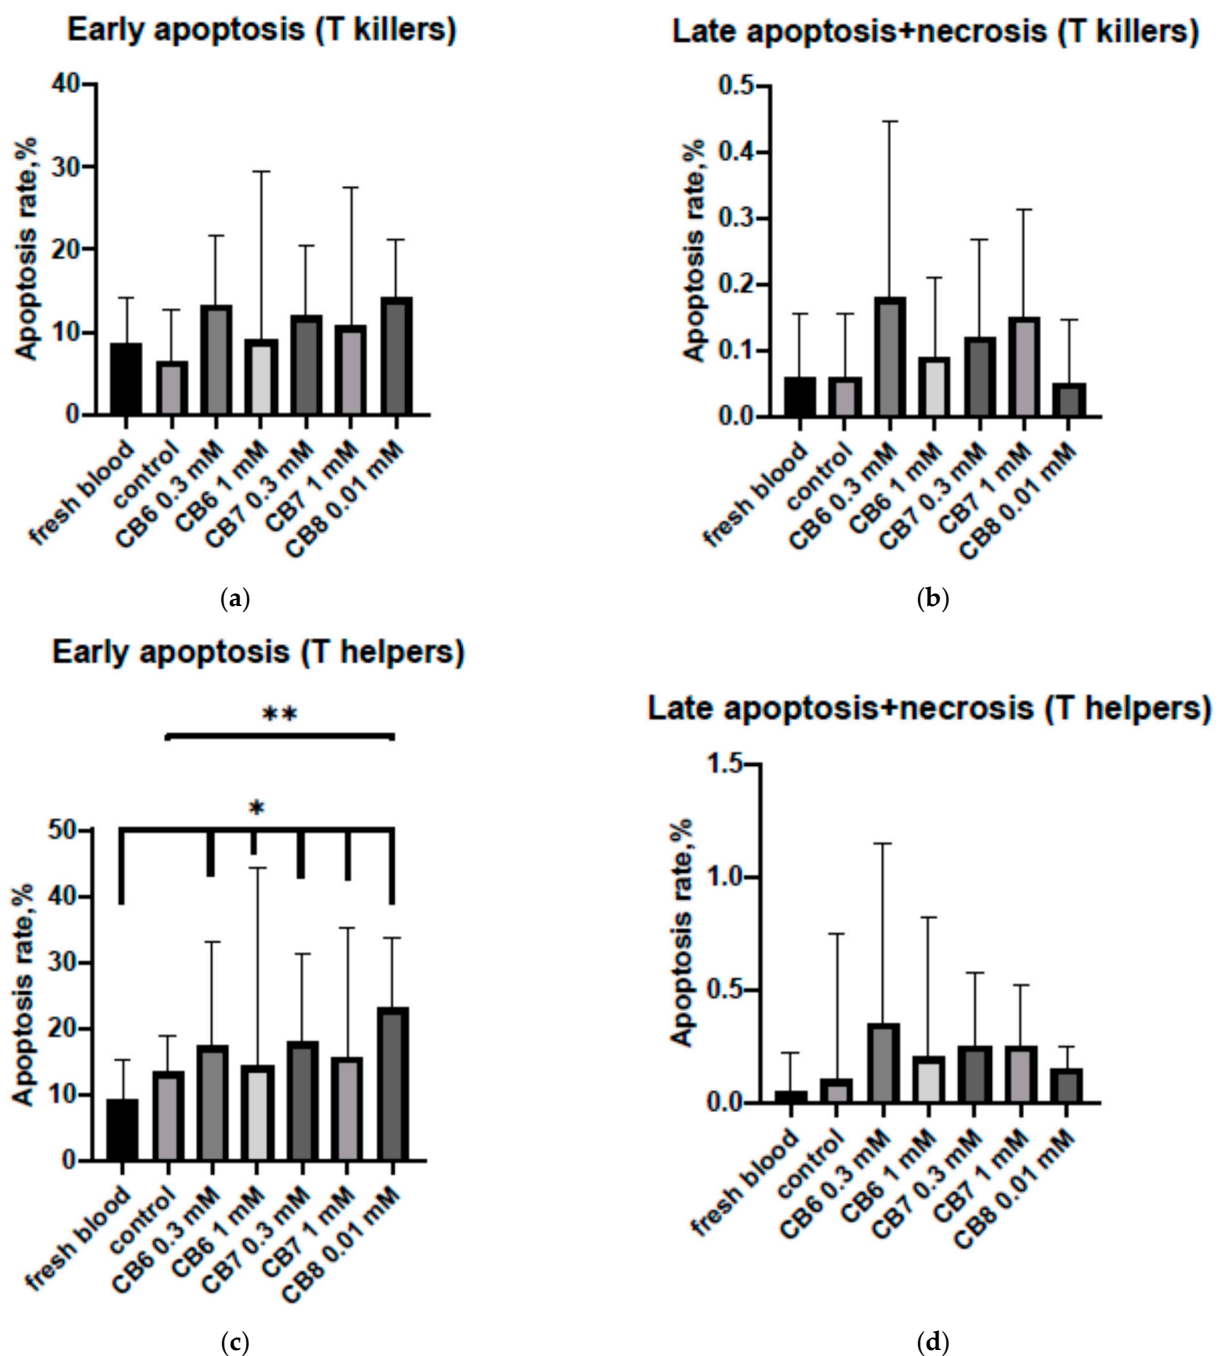 Early apoptosis (T killers)
Apoptosis rate,%
40
30
20
10
0
fresh blood
control
CB6 0.3 mM
CB6 1 mM
CB7 0.3 mM
CB7 1 mM
CB8 0.01 mM
(a)
Late apoptosis+necrosis (T killers)
Apoptosis rate,%
0.5
0.4
0.3
0.2
0.1
0.0
fresh blood
control
CB6 0.3 mM
CB6 1 mM
CB7 0.3 mM
CB7 1 mM
CB8 0.01 mM
(b)
Early apoptosis (T helpers)
**
*
Apoptosis rate,%
50
40
30
20
10
0
fresh blood
control
CB6 0.3 mM
CB6 1 mM
CB7 0.3 mM
CB7 1 mM
CB8 0.01 mM
(c)
Late apoptosis+necrosis (T helpers)
Apoptosis rate,%
1.5
1.0
0.5
0.0
fresh blood
control
CB6 0.3 mM
CB6 1 mM
CB7 0.3 mM
CB7 1 mM
CB8 0.01 mM
(d)